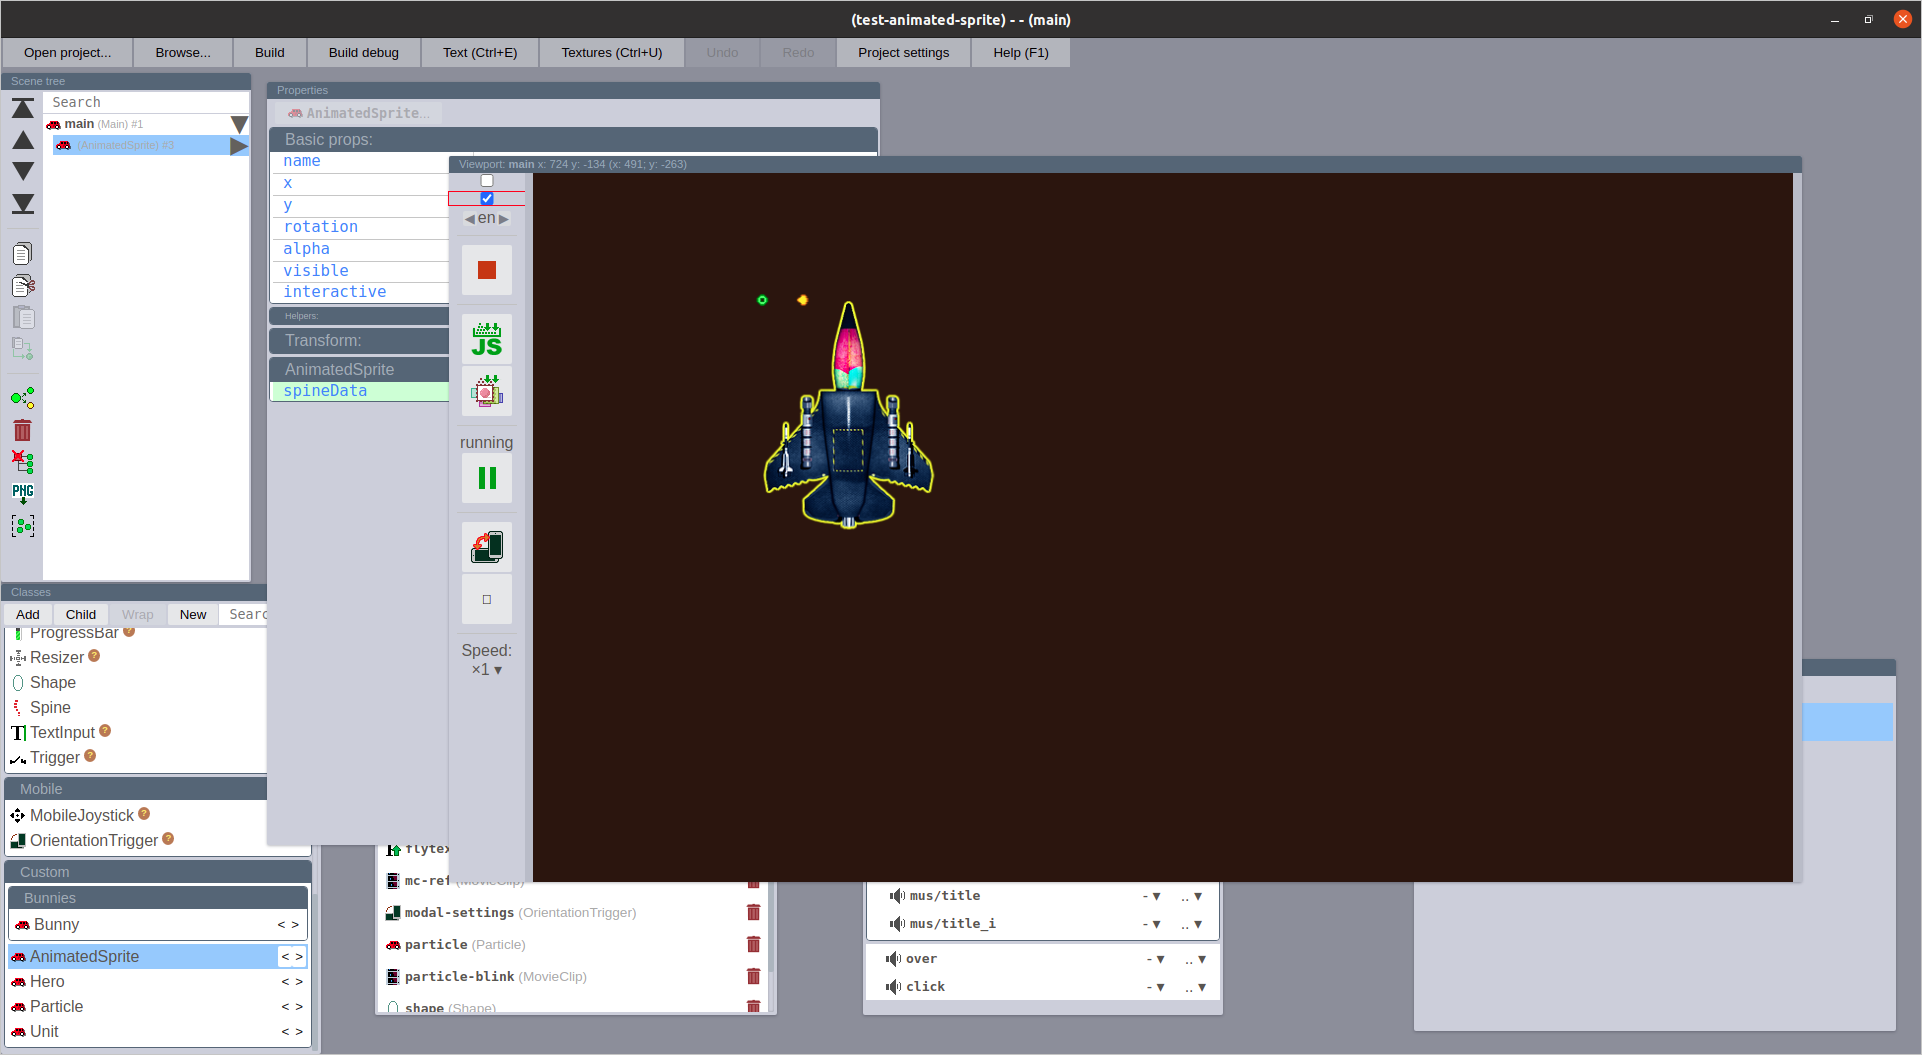 (test-animated-sprite) - - (main)
Open project...
Browse...
Build
Build debug
Text (Ctrl+E)
Textures (Ctrl+U)
Undo
Redo
Project settings
Help (F1)
Scene tree
Search
main (Main) #1
(AnimatedSprite) #3
PNG
Properties
AnimatedSprite...
Basic props:
name
x
y
rotation
alpha
visible
interactive
Helpers:
Transform:
AnimatedSprite
spineData
Viewport: main x: 724 y: -134 (x: 491; y: -263)
en
JS
running
Speed:
×1
Classes
Add
Child
Wrap
New
Searc
ProgressBar
Resizer
Shape
Spine
TextInput
Trigger
Mobile
MobileJoystick
OrientationTrigger
Custom
Bunnies
Bunny < >
AnimatedSprite < >
Hero < >
Particle < >
Unit < >
flytex
mc-ref (MovieClip)
modal-settings (OrientationTrigger)
particle (Particle)
particle-blink (MovieClip)
shape (Shape)
mus/title - ..
mus/title_i - ..
over - ..
click - ..